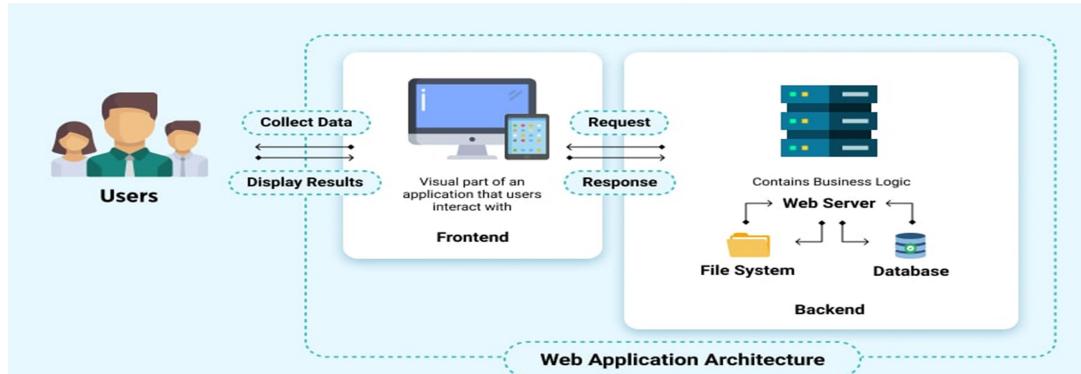 Users
Collect Data
Display Results
i
Visual part of an
application that users
interact with
Frontend
Request
Response
Contains Business Logic
Web Server
File System
Database
Backend
Web Application Architecture